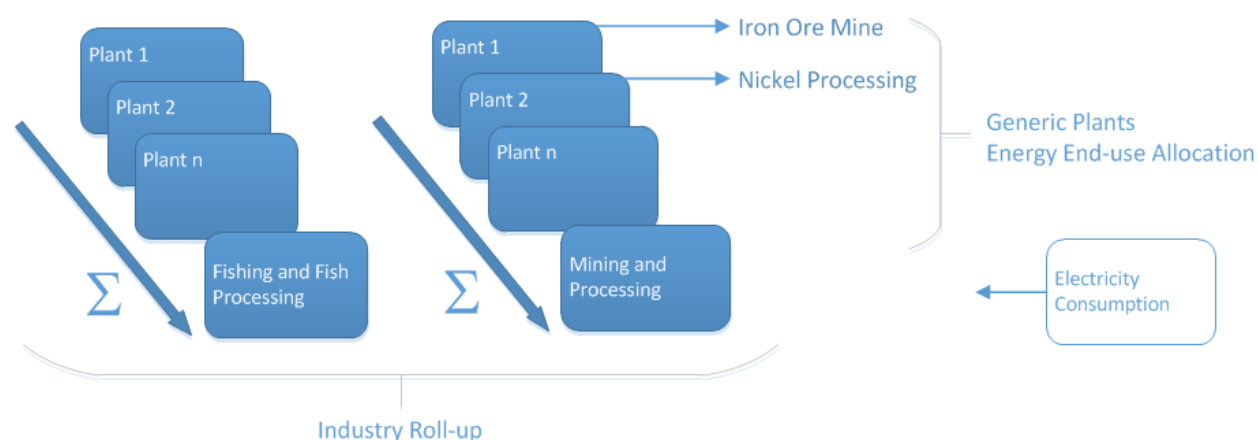 Plant 1
Plant 2
Plant n
Fishing and Fish
Processing
Σ
Plant 1
Plant 2
Plant n
Mining and
Processing
Σ
Iron Ore Mine
Nickel Processing
Generic Plants
Energy End-use Allocation
Electricity
Consumption
Industry Roll-up